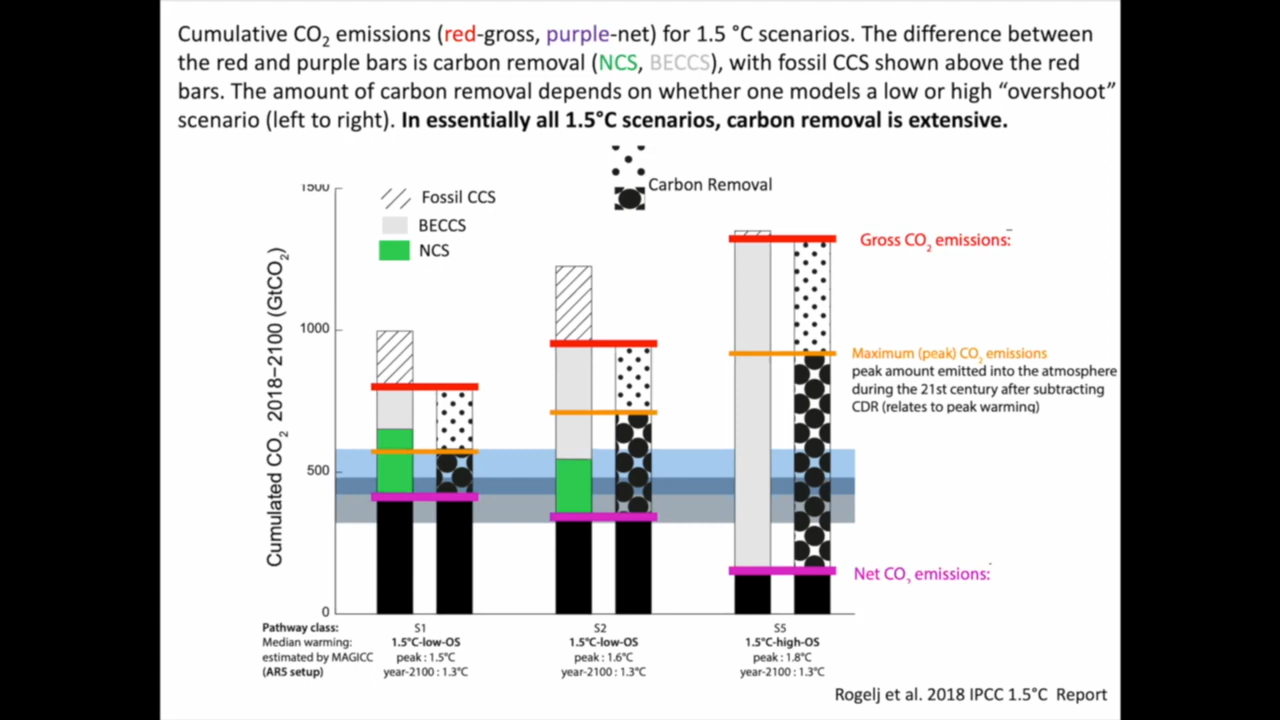 Cumulative CO₂ emissions (red-gross, purple-net) for 1.5 °C scenarios. The difference between
the red and purple bars is carbon removal (NCS, BECCS), with fossil CCS shown above the red
bars. The amount of carbon removal depends on whether one models a low or high “overshoot”
scenario (left to right). In essentially all 1.5°C scenarios, carbon removal is extensive.
Carbon Removal
1500
Fossil CCS
BECCS
NCS
Gross CO₂ emissions:
Cumulated CO₂ 2018–2100 (GtCO₂)
1000
Maximum (peak) CO₂ emissions
peak amount emitted into the atmosphere
during the 21st century after subtracting
CDR (relates to peak warming)
500
Net CO₂ emissions:
0
Pathway class: S1 S2 S5
Median warming: 1.5°C-low-OS 1.5°C-low-OS 1.5°C-high-OS
estimated by MAGICC peak : 1.5°C peak : 1.6°C peak : 1.8°C
(AR5 setup) year-2100 : 1.3°C year-2100 : 1.3°C year-2100 : 1.3°C
Rogelj et al. 2018 IPCC 1.5°C Report